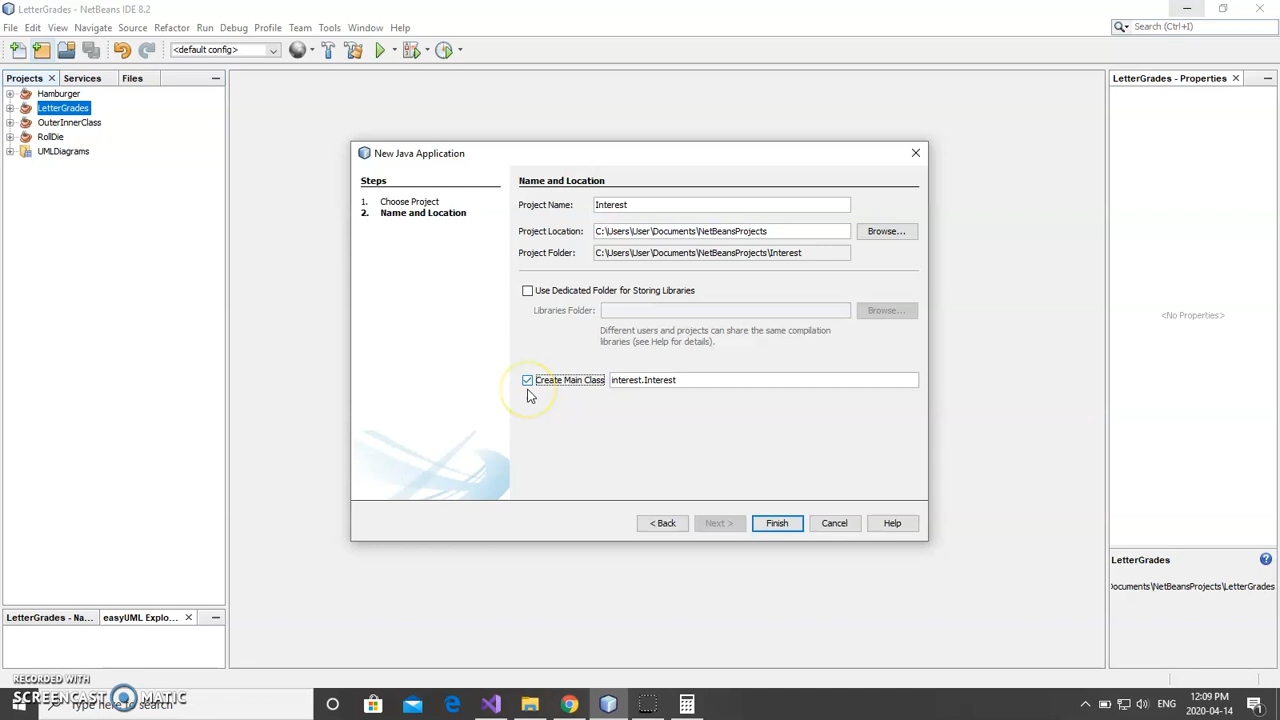 LetterGrades - NetBeans IDE 8.2
File Edit View Navigate Source Refactor Run Debug Profile Team Tools Window Help
Search (Ctrl+I)
<default config>
Projects Services Files
LetterGrades - Properties
Hamburger
LetterGrades
OuterInnerClass
RollDie
UMLDiagrams
New Java Application
Steps
1. Choose Project
2. Name and Location
Name and Location
Project Name: Interest
Project Location: C:\Users\User\Documents\NetBeansProjects Browse...
Project Folder: C:\Users\User\Documents\NetBeansProjects\Interest
Use Dedicated Folder for Storing Libraries
Libraries Folder: Browse...
Different users and projects can share the same compilation
libraries (see Help for details).
Create Main Class interest.Interest
< Back Next > Finish Cancel Help
<No Properties>
LetterGrades
Documents\NetBeansProjects\LetterGrades
LetterGrades - Na... easyUML Explo...
RECORDED WITH
SCREENCAST MATIC
Type here to search
ENG
12:09 PM
2020-04-14
1